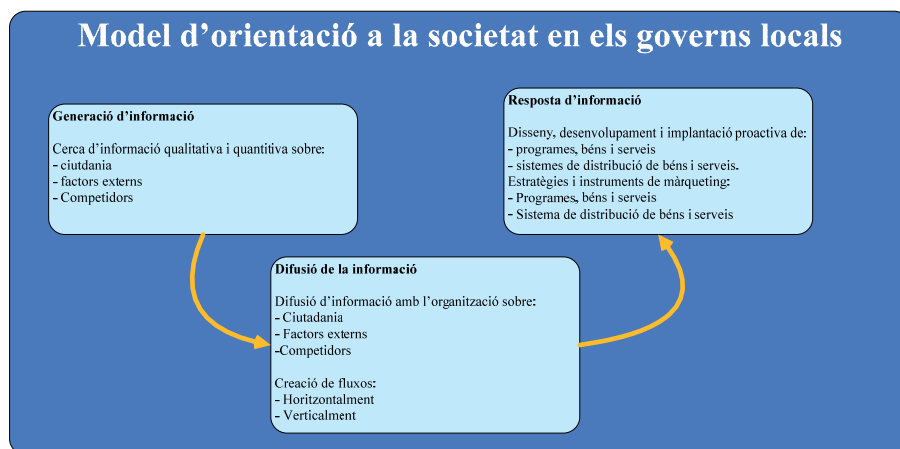 Model d’orientació a la societat en els governs locals
Generació d’informació
Cerca d’informació qualitativa i quantitiva sobre:
- ciutdania
- factors externs
- Competidors
Difusió de la informació
Difusió d’informació amb l’organització sobre:
- Ciutadania
- Factors externs
-Competidors
Creació de fluxos:
- Horitzontalment
- Verticalment
Resposta d’informació
Disseny, desenvolupament i implantació proactiva de:
- programes, béns i serveis
- sistemes de distribució de béns i serveis.
Estratègies i instruments de màrqueting:
- Programes, béns i serveis
- Sistema de distribució de béns i serveis